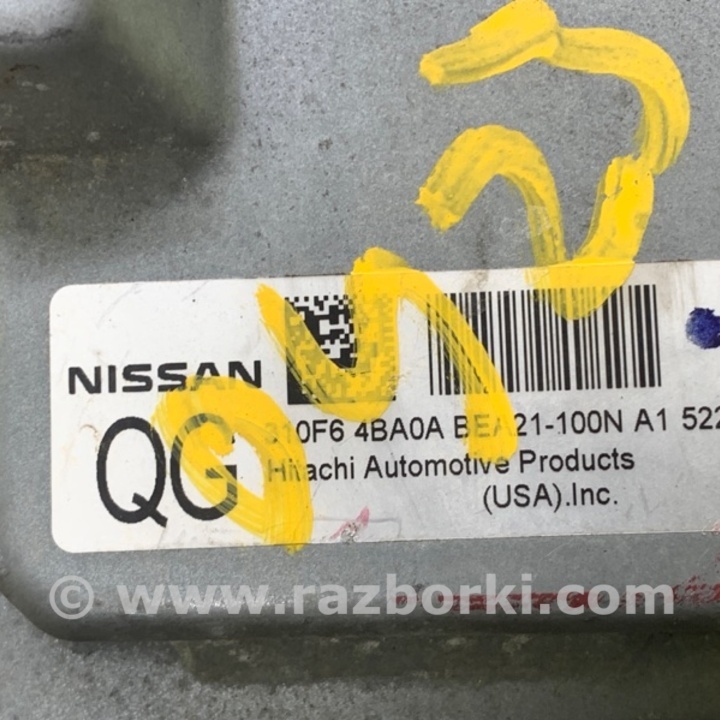 NISSAN
QG
310F6 4BA0A BEA21-100N A1 522
Hitachi Automotive Products
(USA).Inc.
© www.razborki.com